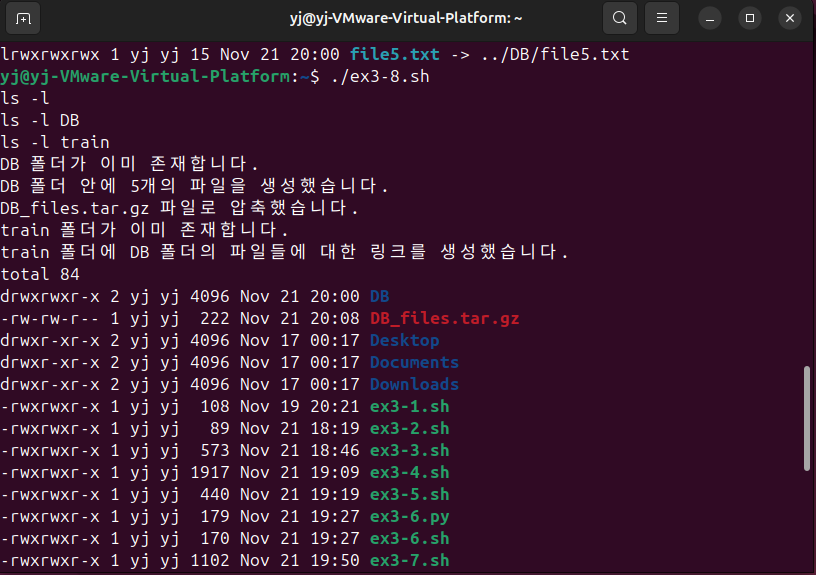 yj@yj-VMware-Virtual-Platform: ~
lrwxrwxrwx 1 yj yj 15 Nov 21 20:00 file5.txt -> ../DB/file5.txt
yj@yj-VMware-Virtual-Platform:~$ ./ex3-8.sh
ls -l
ls -l DB
ls -l train
DB 폴더가 이미 존재합니다.
DB 폴더 안에 5개의 파일을 생성했습니다.
DB_files.tar.gz 파일로 압축했습니다.
train 폴더가 이미 존재합니다.
train 폴더에 DB 폴더의 파일들에 대한 링크를 생성했습니다.
total 84
drwxrwxr-x 2 yj yj 4096 Nov 21 20:00 DB
-rw-rw-r-- 1 yj yj  222 Nov 21 20:08 DB_files.tar.gz
drwxr-xr-x 2 yj yj 4096 Nov 17 00:17 Desktop
drwxr-xr-x 2 yj yj 4096 Nov 17 00:17 Documents
drwxr-xr-x 2 yj yj 4096 Nov 17 00:17 Downloads
-rwxrwxr-x 1 yj yj  108 Nov 19 20:21 ex3-1.sh
-rwxrwxr-x 1 yj yj   89 Nov 21 18:19 ex3-2.sh
-rwxrwxr-x 1 yj yj  573 Nov 21 18:46 ex3-3.sh
-rwxrwxr-x 1 yj yj 1917 Nov 21 19:09 ex3-4.sh
-rwxrwxr-x 1 yj yj  440 Nov 21 19:19 ex3-5.sh
-rwxrwxr-x 1 yj yj  179 Nov 21 19:27 ex3-6.py
-rwxrwxr-x 1 yj yj  170 Nov 21 19:27 ex3-6.sh
-rwxrwxr-x 1 yj yj 1102 Nov 21 19:50 ex3-7.sh